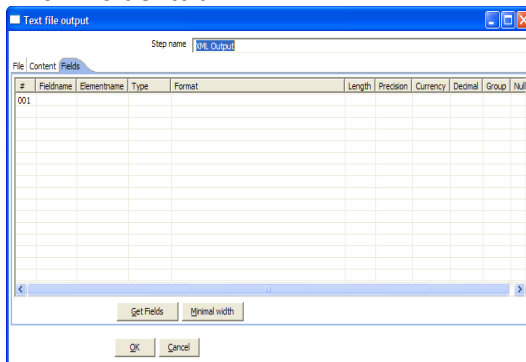 Text file output
Step name XML Output
File Content Fields
# Fieldname Elementname Type Format Length Precision Currency Decimal Group Null
001
Get Fields Minimal width
OK Cancel